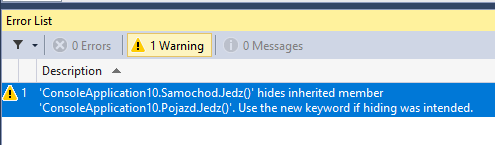 Error List
0 Errors
1 Warning
0 Messages
Description
1 'ConsoleApplication10.Samochod.Jedz()' hides inherited member
'ConsoleApplication10.Pojazd.Jedz()'. Use the new keyword if hiding was intended.